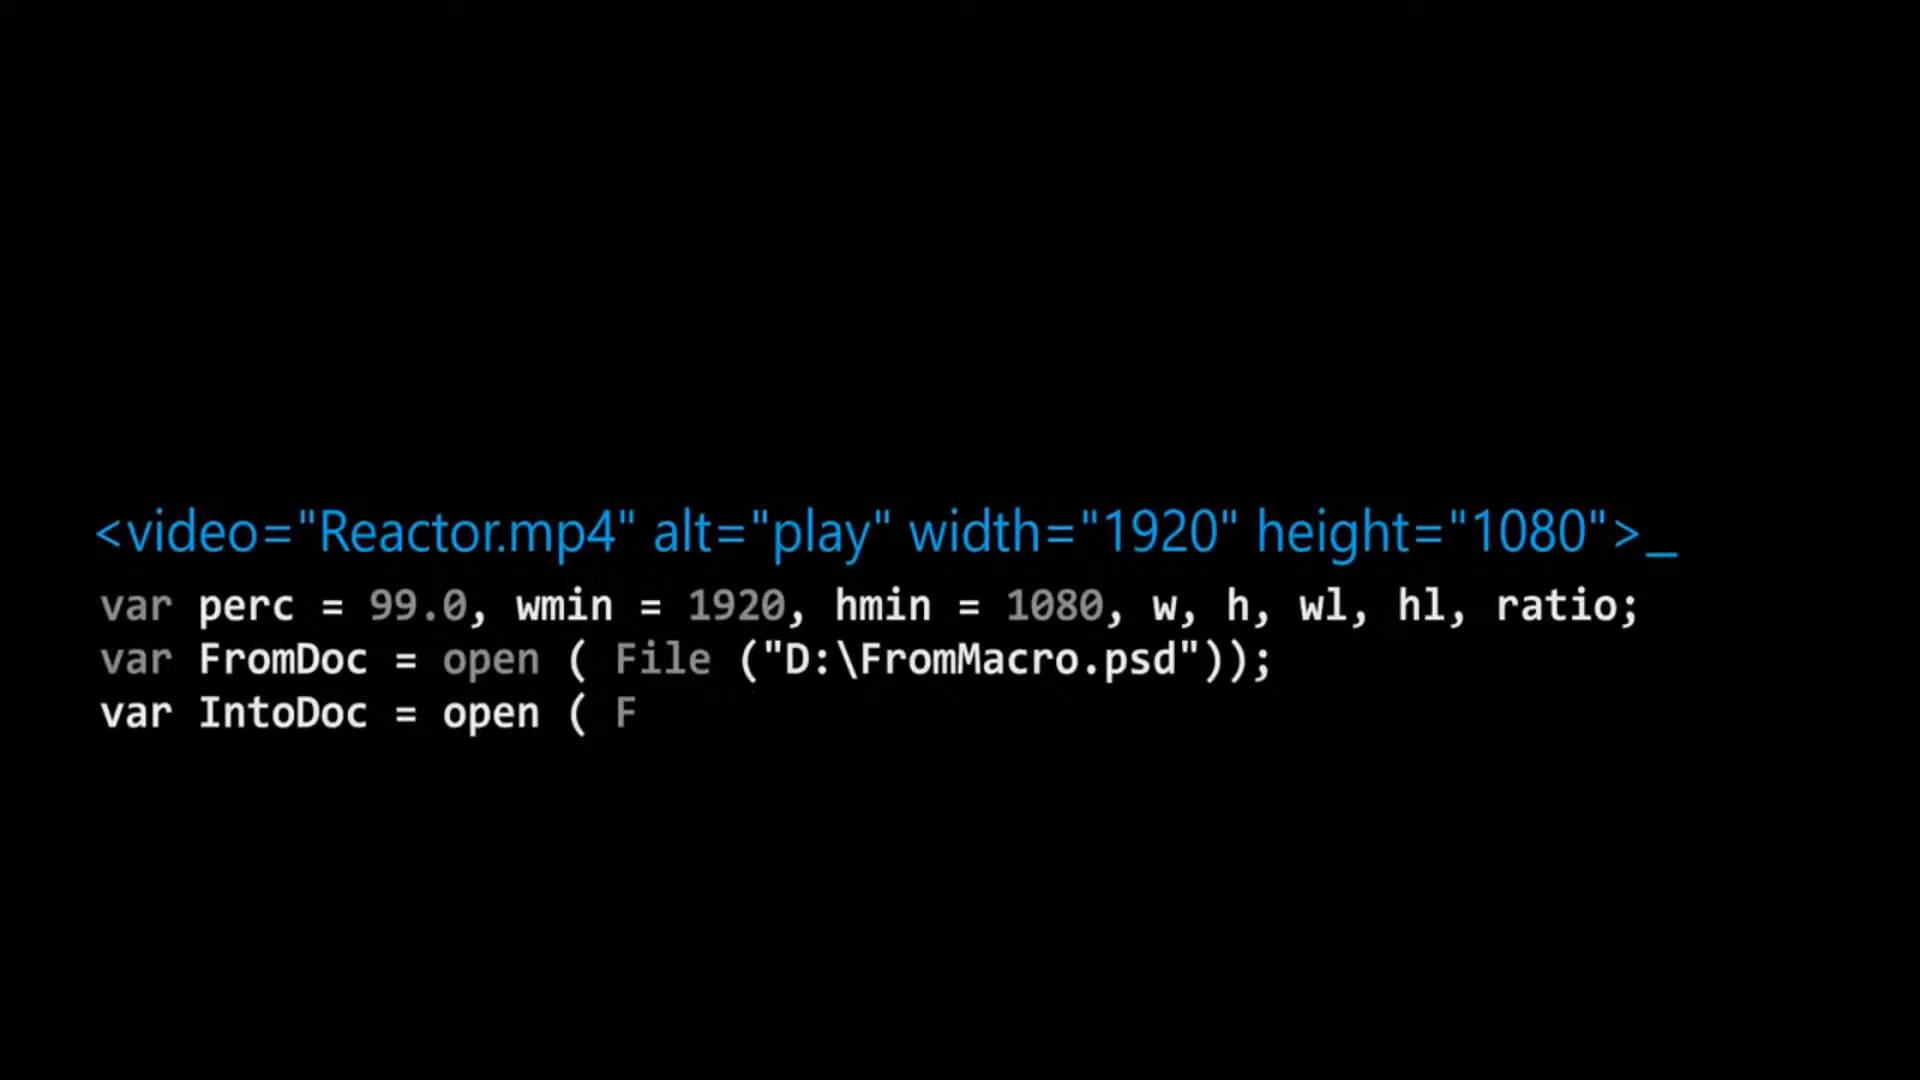 <video="Reactor.mp4" alt="play" width="1920" height="1080">_
var perc = 99.0, wmin = 1920, hmin = 1080, w, h, wl, hl, ratio;
var FromDoc = open ( File ("D:\FromMacro.psd"));
var IntoDoc = open ( F